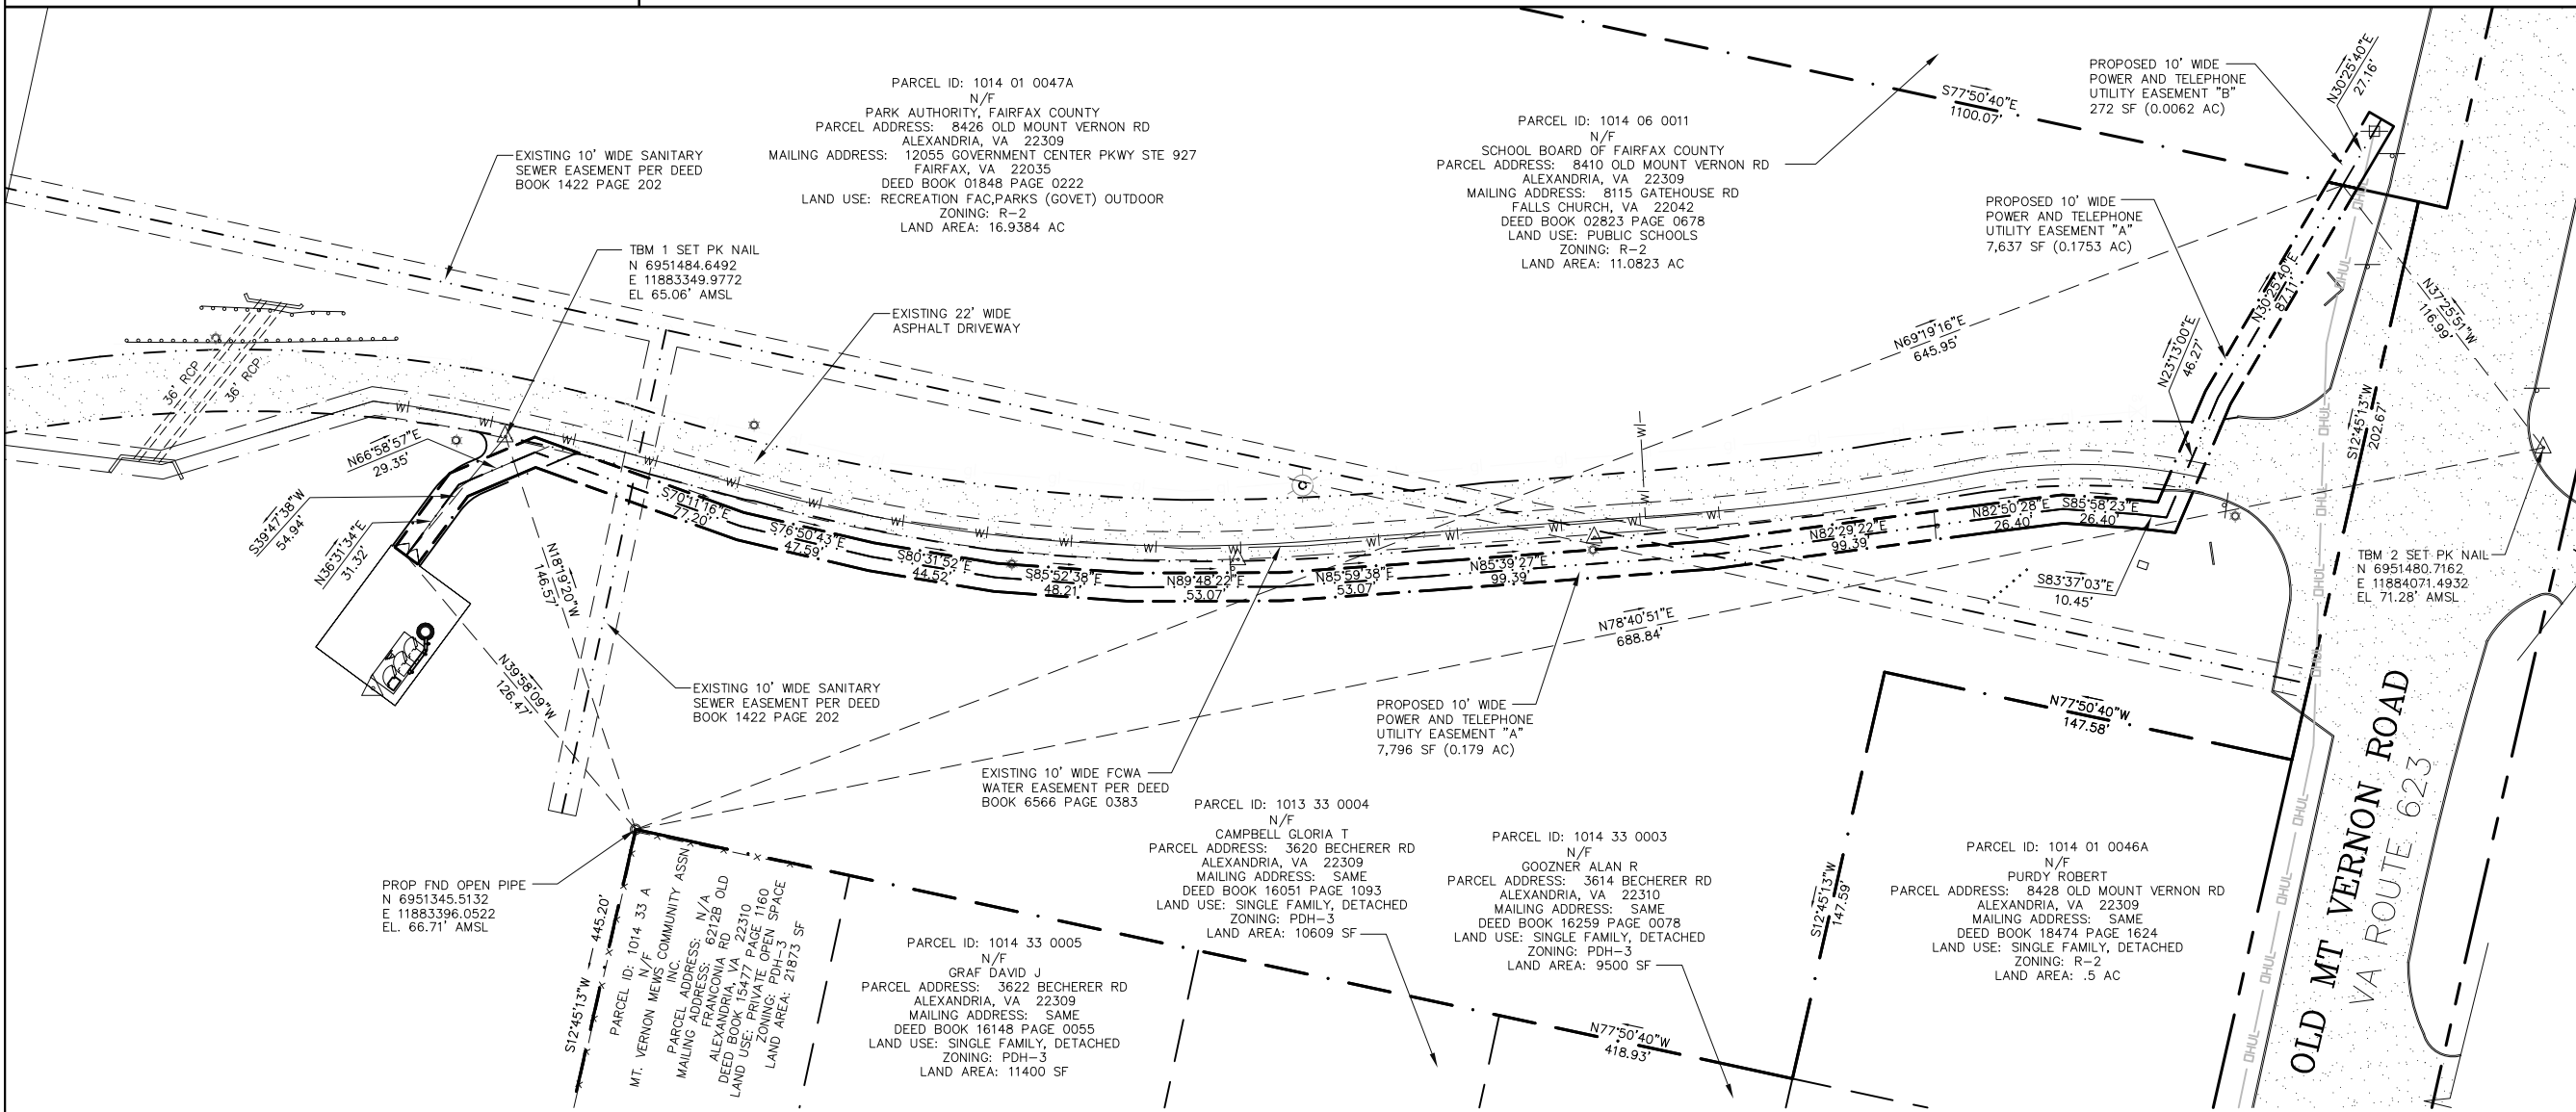 PARCEL ID: 1014 01 0047A
N/F
PARK AUTHORITY, FAIRFAX COUNTY
PARCEL ADDRESS: 8426 OLD MOUNT VERNON RD
ALEXANDRIA, VA 22309
MAILING ADDRESS: 12055 GOVERNMENT CENTER PKWY STE 927
FAIRFAX, VA 22035
DEED BOOK 01848 PAGE 0222
LAND USE: RECREATION FAC,PARKS (GOVET) OUTDOOR
ZONING: R-2
LAND AREA: 16.9384 AC
PARCEL ID: 1014 06 0011
N/F
SCHOOL BOARD OF FAIRFAX COUNTY
PARCEL ADDRESS: 8410 OLD MOUNT VERNON RD
ALEXANDRIA, VA 22309
MAILING ADDRESS: 8115 GATEHOUSE RD
FALLS CHURCH, VA 22042
DEED BOOK 02823 PAGE 0678
LAND USE: PUBLIC SCHOOLS
ZONING: R-2
LAND AREA: 11.0823 AC
S77°50'40"E
1100.07'
PROPOSED 10' WIDE
POWER AND TELEPHONE
UTILITY EASEMENT "B"
272 SF (0.0062 AC)
N30°25'40"E
27.16'
EXISTING 10' WIDE SANITARY
SEWER EASEMENT PER DEED
BOOK 1422 PAGE 202
TBM 1 SET PK NAIL
N 6951484.6492
E 11883349.9772
EL 65.06' AMSL
EXISTING 22' WIDE
ASPHALT DRIVEWAY
PROPOSED 10' WIDE
POWER AND TELEPHONE
UTILITY EASEMENT "A"
7,637 SF (0.1753 AC)
N30°25'40"E
87.11'
N37°25'51"W
116.99'
N69°19'16"E
645.95'
N23°13'00"E
46.27'
S12°45'13"W
202.67'
OHUL
OHUL
OHUL
OHUL
OHUL
OHUL
OHUL
OHUL
OHUL
36' RCP
36' RCP
N66°58'57"E
29.35'
S39°47'38"W
54.94'
N36°31'34"E
31.32'
N18°19'20"W
146.57'
N39°58'09"W
126.47'
S70°11'16"E
77.20'
S76°50'43"E
47.59'
S80°31'52"E
44.52'
S85°52'38"E
48.21'
N89°48'22"E
53.07'
N85°59'38"E
53.07'
N85°39'27"E
99.39'
N82°29'22"E
99.39'
N82°50'28"E
26.40'
S85°58'23"E
26.40'
S83°37'03"E
10.45'
N78°40'51"E
688.84'
TBM 2 SET PK NAIL
N 6951480.7162
E 11884071.4932
EL 71.28' AMSL
EXISTING 10' WIDE SANITARY
SEWER EASEMENT PER DEED
BOOK 1422 PAGE 202
PROPOSED 10' WIDE
POWER AND TELEPHONE
UTILITY EASEMENT "A"
7,796 SF (0.179 AC)
EXISTING 10' WIDE FCWA
WATER EASEMENT PER DEED
BOOK 6566 PAGE 0383
N77°50'40"W
147.58'
S12°45'13"W
147.59'
PROP FND OPEN PIPE
N 6951345.5132
E 11883396.0522
EL. 66.71' AMSL
S12°45'13"W 445.20'
PARCEL ID: 1014 33 A
N/F
MT. VERNON MEWS COMMUNITY ASSN
INC.
PARCEL ADDRESS: N/A
MAILING ADDRESS: 6212B OLD
FRANCONIA RD
ALEXANDRIA, VA 22310
DEED BOOK 15477 PAGE 1160
LAND USE: PRIVATE OPEN SPACE
ZONING: PDH-3
LAND AREA: 21873 SF
PARCEL ID: 1014 33 0005
N/F
GRAF DAVID J
PARCEL ADDRESS: 3622 BECHERER RD
ALEXANDRIA, VA 22309
MAILING ADDRESS: SAME
DEED BOOK 16148 PAGE 0055
LAND USE: SINGLE FAMILY, DETACHED
ZONING: PDH-3
LAND AREA: 11400 SF
PARCEL ID: 1013 33 0004
N/F
CAMPBELL GLORIA T
PARCEL ADDRESS: 3620 BECHERER RD
ALEXANDRIA, VA 22309
MAILING ADDRESS: SAME
DEED BOOK 16051 PAGE 1093
LAND USE: SINGLE FAMILY, DETACHED
ZONING: PDH-3
LAND AREA: 10609 SF
PARCEL ID: 1014 33 0003
N/F
GOOZNER ALAN R
PARCEL ADDRESS: 3614 BECHERER RD
ALEXANDRIA, VA 22310
MAILING ADDRESS: SAME
DEED BOOK 16259 PAGE 0078
LAND USE: SINGLE FAMILY, DETACHED
ZONING: PDH-3
LAND AREA: 9500 SF
N77°50'40"W
418.93'
PARCEL ID: 1014 01 0046A
N/F
PURDY ROBERT
PARCEL ADDRESS: 8428 OLD MOUNT VERNON RD
ALEXANDRIA, VA 22309
MAILING ADDRESS: SAME
DEED BOOK 18474 PAGE 1624
LAND USE: SINGLE FAMILY, DETACHED
ZONING: R-2
LAND AREA: .5 AC
OLD MT VERNON ROAD
VA ROUTE 623